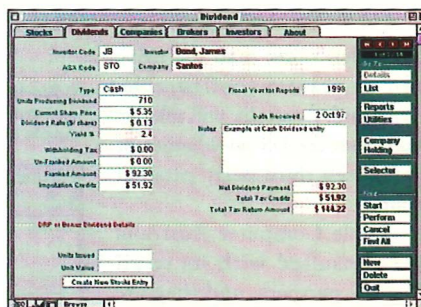 Dividend
Stocks Dividends Companies Brokers Investors About
Investor Code JB Investor Bond, James
ASX Code STO Company Santos
Type Cash
Fiscal Year for Reports 1998
Units Producing Dividend 710
Current Share Price $ 5.35
Date Received 2 Oct 97
Dividend Rate ($/ share) $ 0.13
Notes Example of Cash Dividend entry
Yield % 2.4
Withholding Tax $ 0.00
Un-Franked Amount $ 0.00
Franked Amount $ 92.30
Imputation Credits $ 51.92
Net Dividend Payment $ 92.30
Total Tax Credits $ 51.92
Total Tax Return Amount $ 144.22
DRP or Bonus Dividend Details
Units Issued
Unit Value
Create New Stocks Entry
Go To
Details
List
Reports
Utilities
Company
Holding
Selector
Find
Start
Perform
Cancel
Find All
New
Delete
Quit
Browse